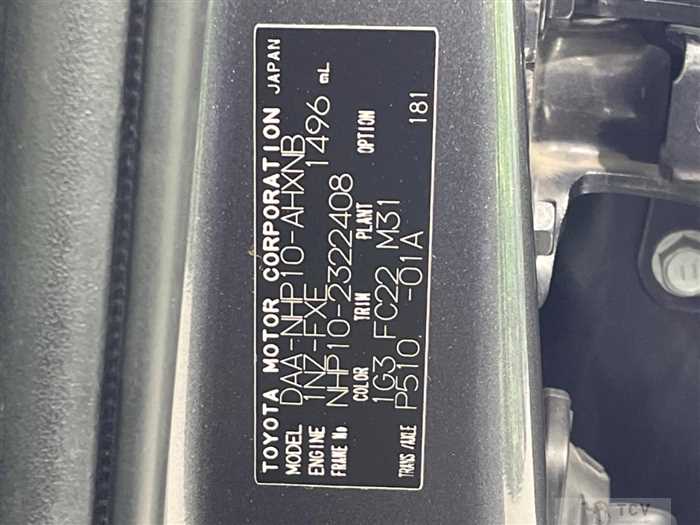 TOYOTA MOTOR CORPORATION JAPAN
MODEL DAA-NHP10-AHXNB
ENGINE 1NZ-FXE 1496 mL
FRAME No NHP10-2322408
COLOR TRIM PLANT OPTION
1G3 FC22 M31
TRANS/AXLE P510 -01A 181
TCV